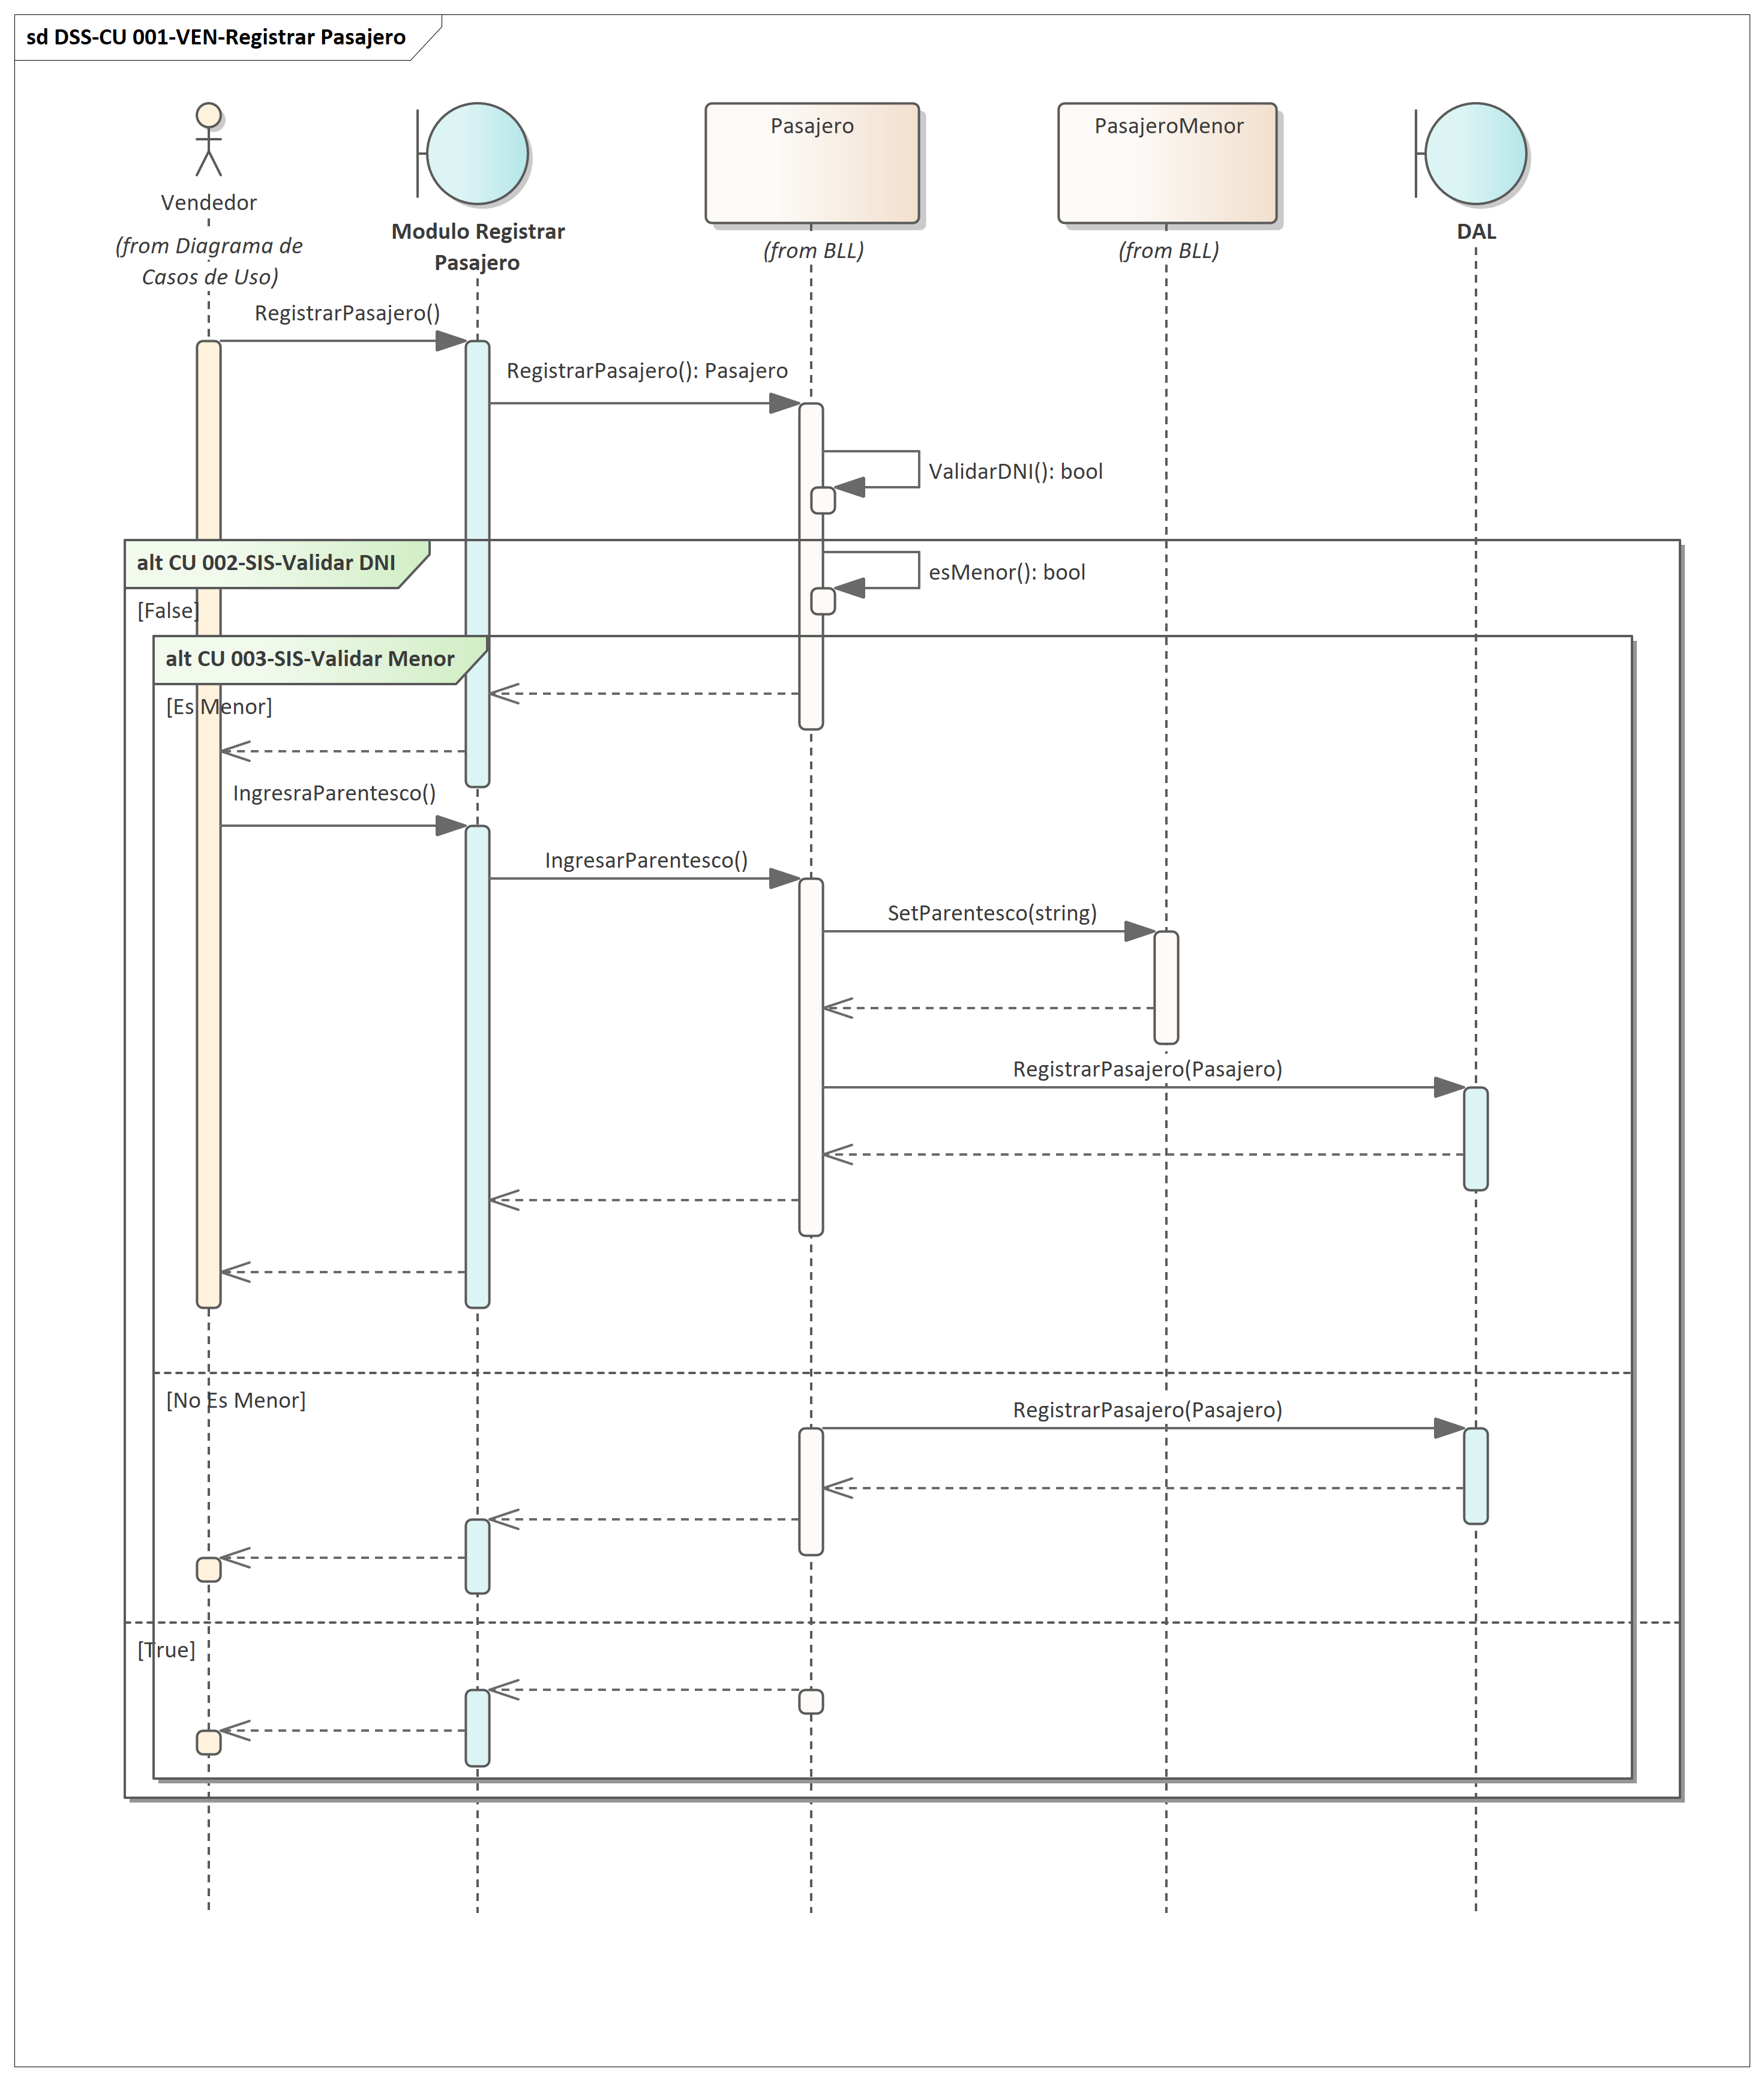 sd DSS-CU 001-VEN-Registrar Pasajero
Vendedor
(from Diagrama de
Casos de Uso)
Modulo Registrar
Pasajero
Pasajero
(from BLL)
PasajeroMenor
(from BLL)
DAL
RegistrarPasajero()
RegistrarPasajero(): Pasajero
ValidarDNI(): bool
alt CU 002-SIS-Validar DNI
esMenor(): bool
[False]
alt CU 003-SIS-Validar Menor
[Es Menor]
IngresraParentesco()
IngresarParentesco()
SetParentesco(string)
RegistrarPasajero(Pasajero)
[No Es Menor]
RegistrarPasajero(Pasajero)
[True]